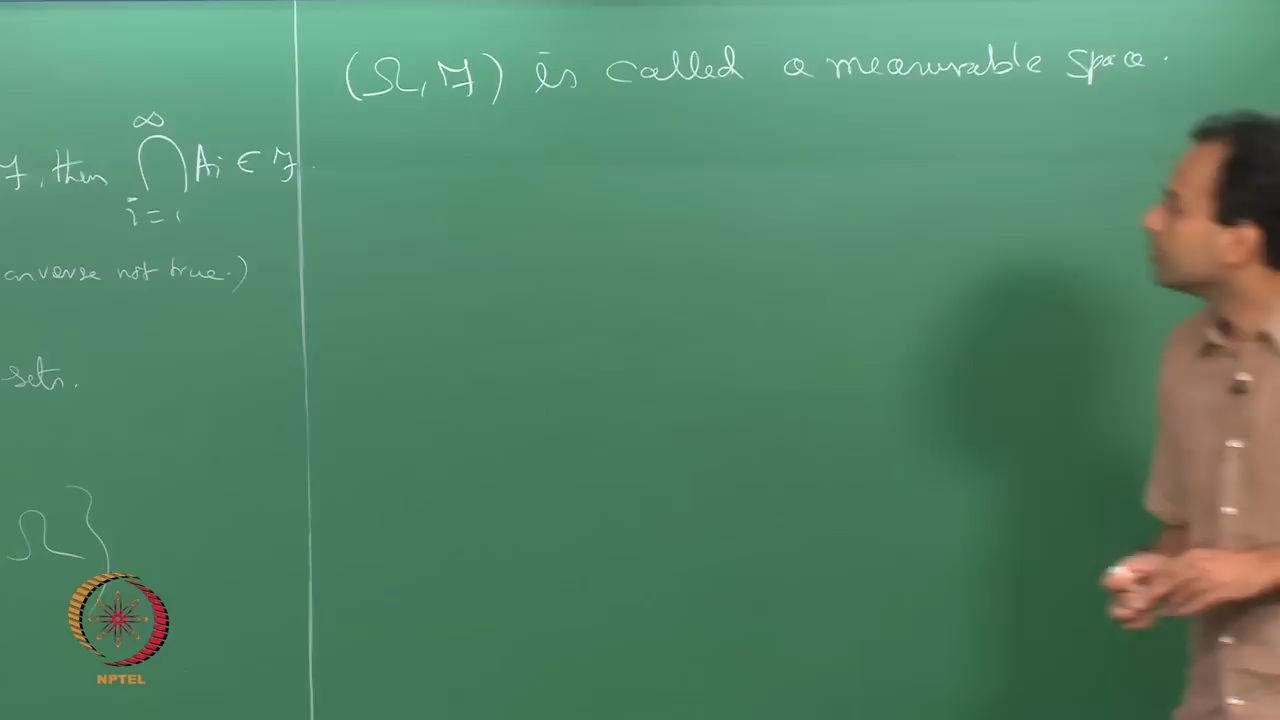 (Ω, ℱ) is called a measurable space.
ℱ, then ∞ ⋂ i=1 Ai ∈ ℱ.
onverse not true.)
sets.
Ω}
NPTEL